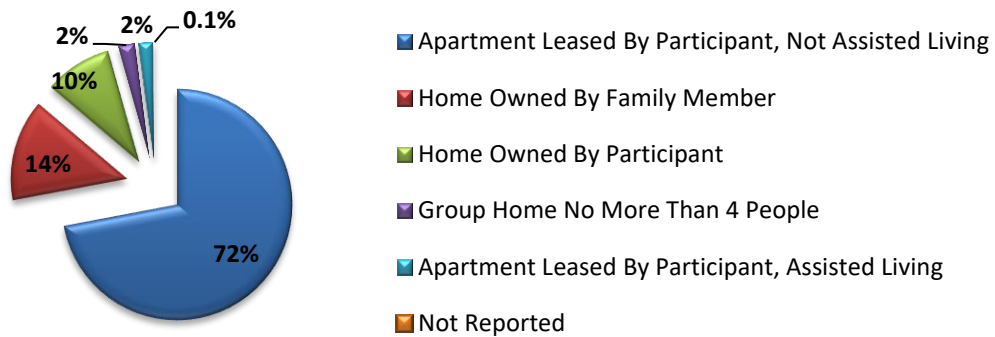 2%
2%
0.1%
10%
14%
72%
Apartment Leased By Participant, Not Assisted Living
Home Owned By Family Member
Home Owned By Participant
Group Home No More Than 4 People
Apartment Leased By Participant, Assisted Living
Not Reported